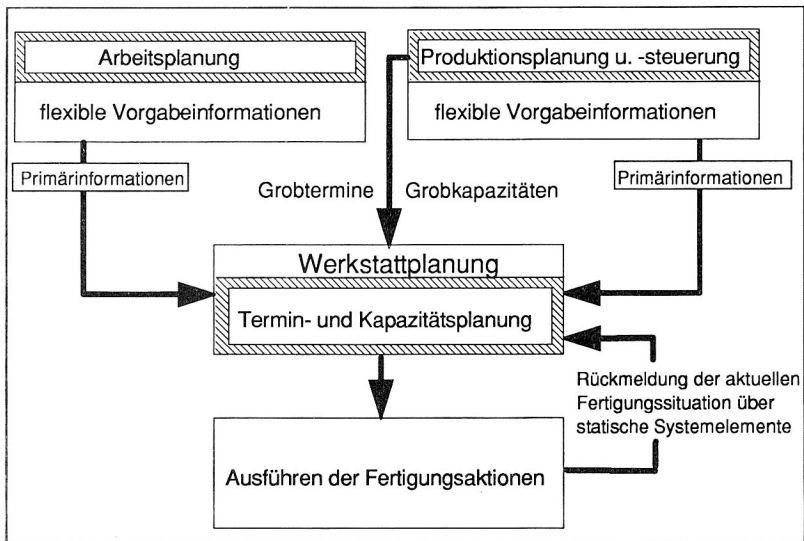 Arbeitsplanung
flexible Vorgabeinformationen
Produktionsplanung u. -steuerung
flexible Vorgabeinformationen
Primärinformationen
Primärinformationen
Grobtermine
Grobkapazitäten
Werkstattplanung
Termin- und Kapazitätsplanung
Rückmeldung der aktuellen
Fertigungssituation über
statische Systemelemente
Ausführen der Fertigungsaktionen